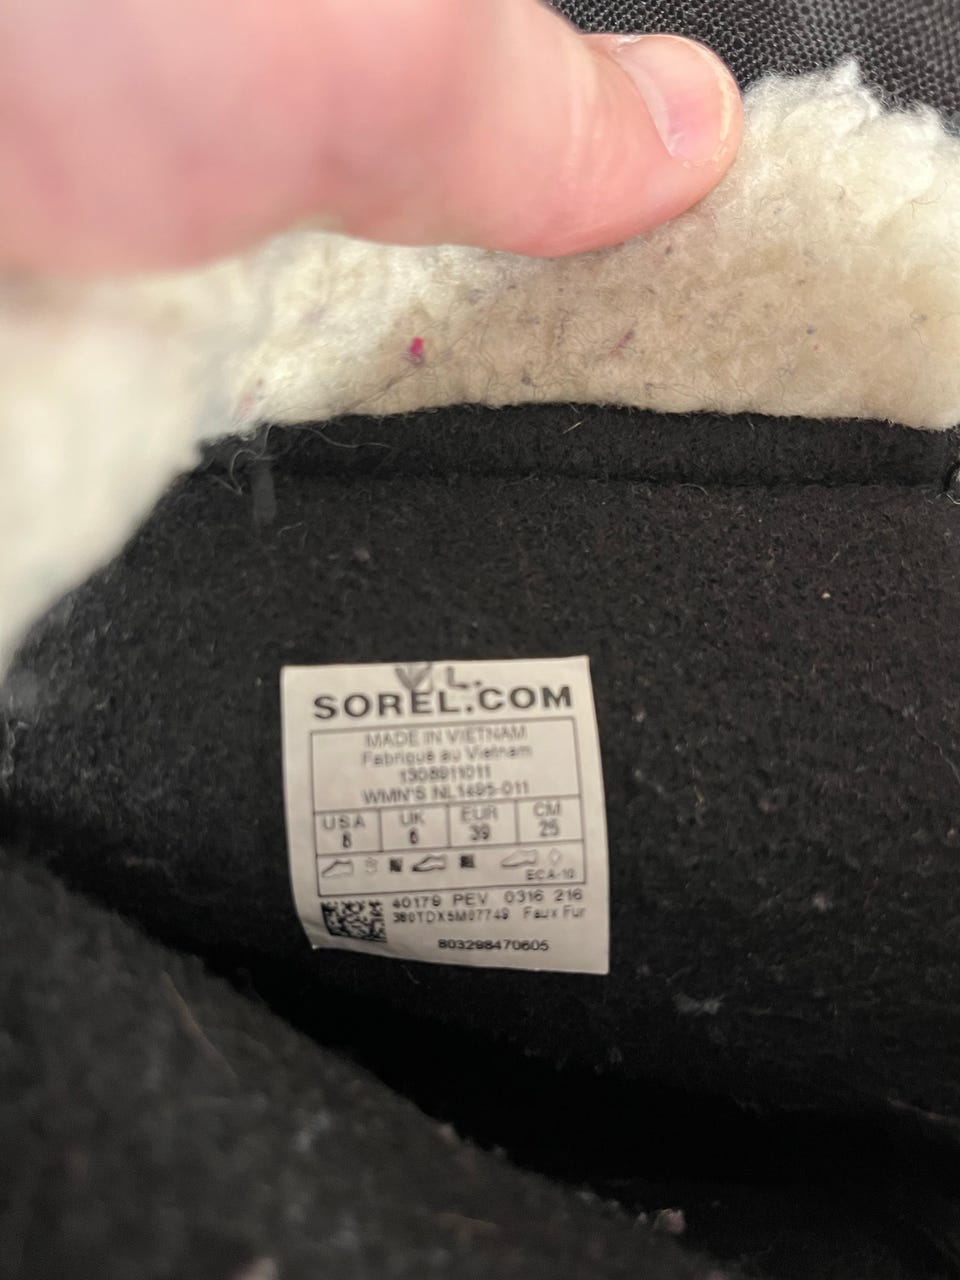 SOREL.COM
MADE IN VIETNAM
Fabriqué au Vietnam
1308911011
WMN'S NL1495-011
USA UK EUR CM
8 6 39 25
ECA-10
40179 PEV 0316 216
Faux Fur
803298470605